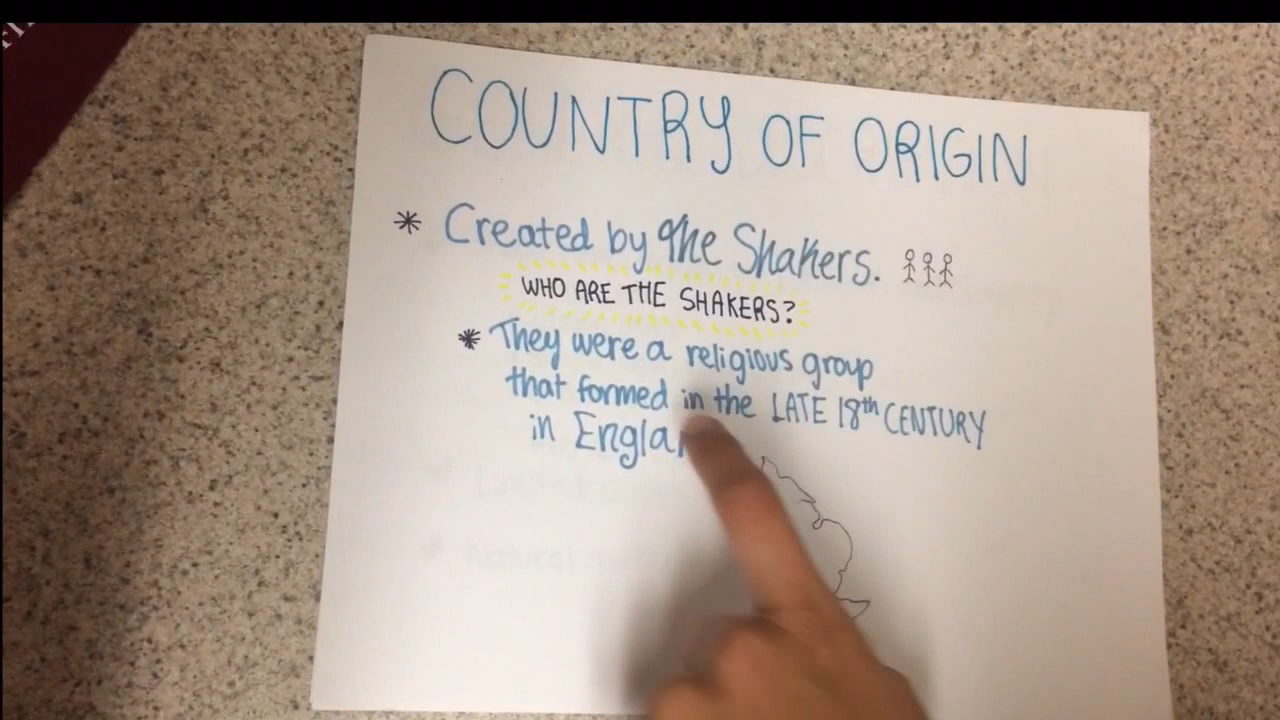 COUNTRY OF ORIGIN
* Created by The Shakers.
WHO ARE THE SHAKERS?
* They were a religious group
that formed in the LATE 18th CENTURY
in